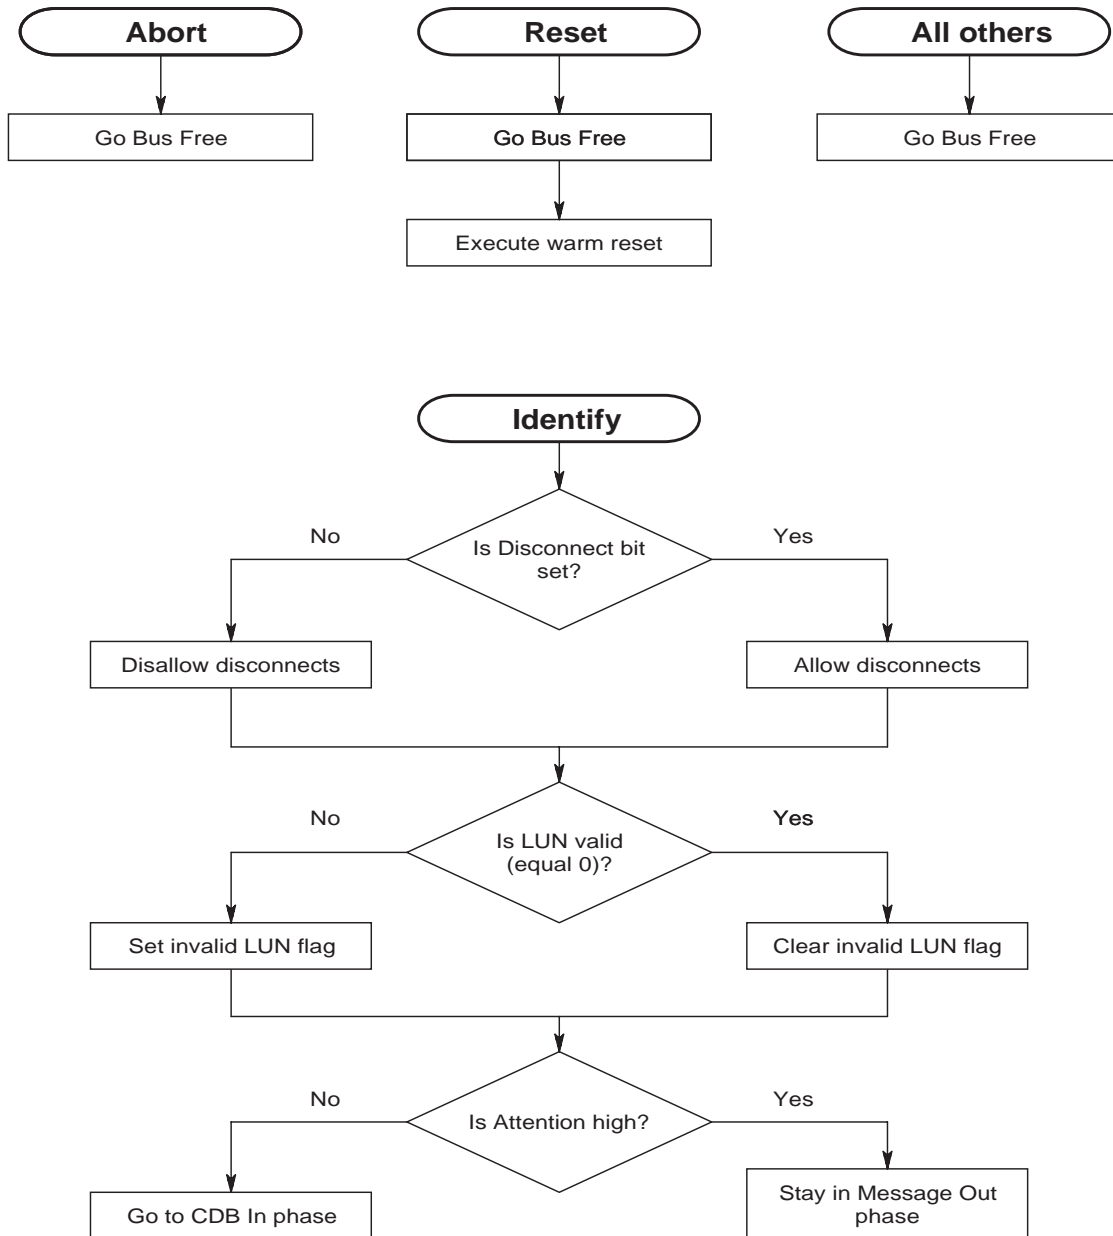 Abort
Reset
All others
Go Bus Free
Go Bus Free
Go Bus Free
Execute warm reset
Identify
No
Yes
Is Disconnect bit
set?
Disallow disconnects
Allow disconnects
No
Yes
Is LUN valid
(equal 0)?
Set invalid LUN flag
Clear invalid LUN flag
No
Yes
Is Attention high?
Go to CDB In phase
Stay in Message Out
phase